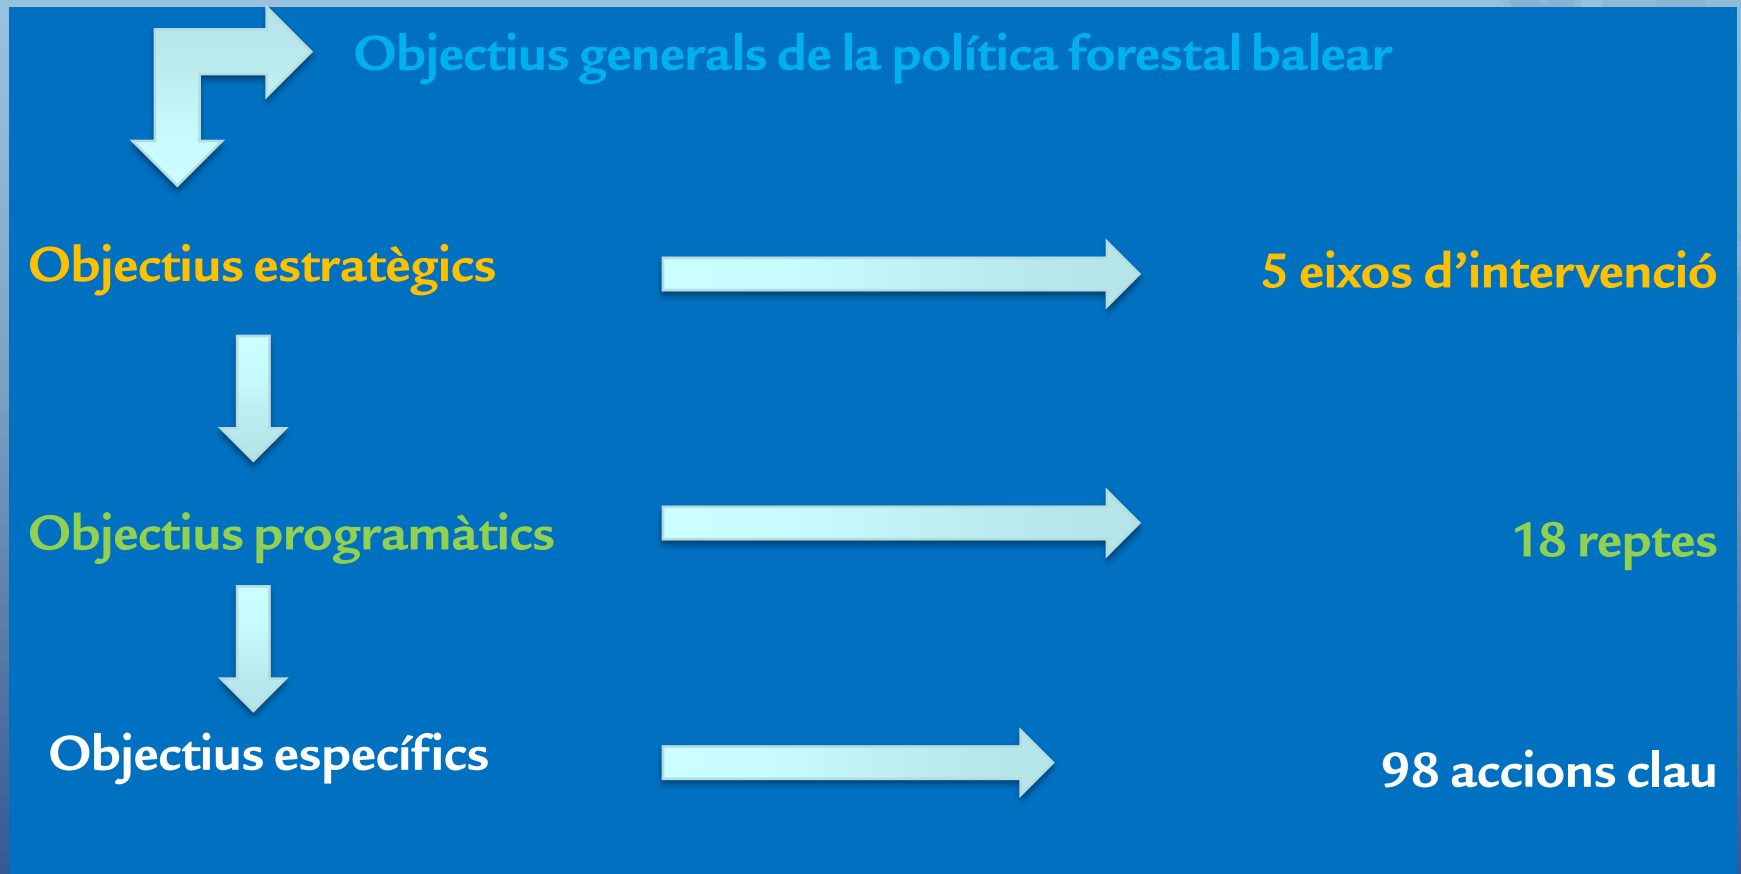 Objectius generals de la política forestal balear
Objectius estratègics
5 eixos d’intervenció
Objectius programàtics
18 reptes
Objectius específics
98 accions clau